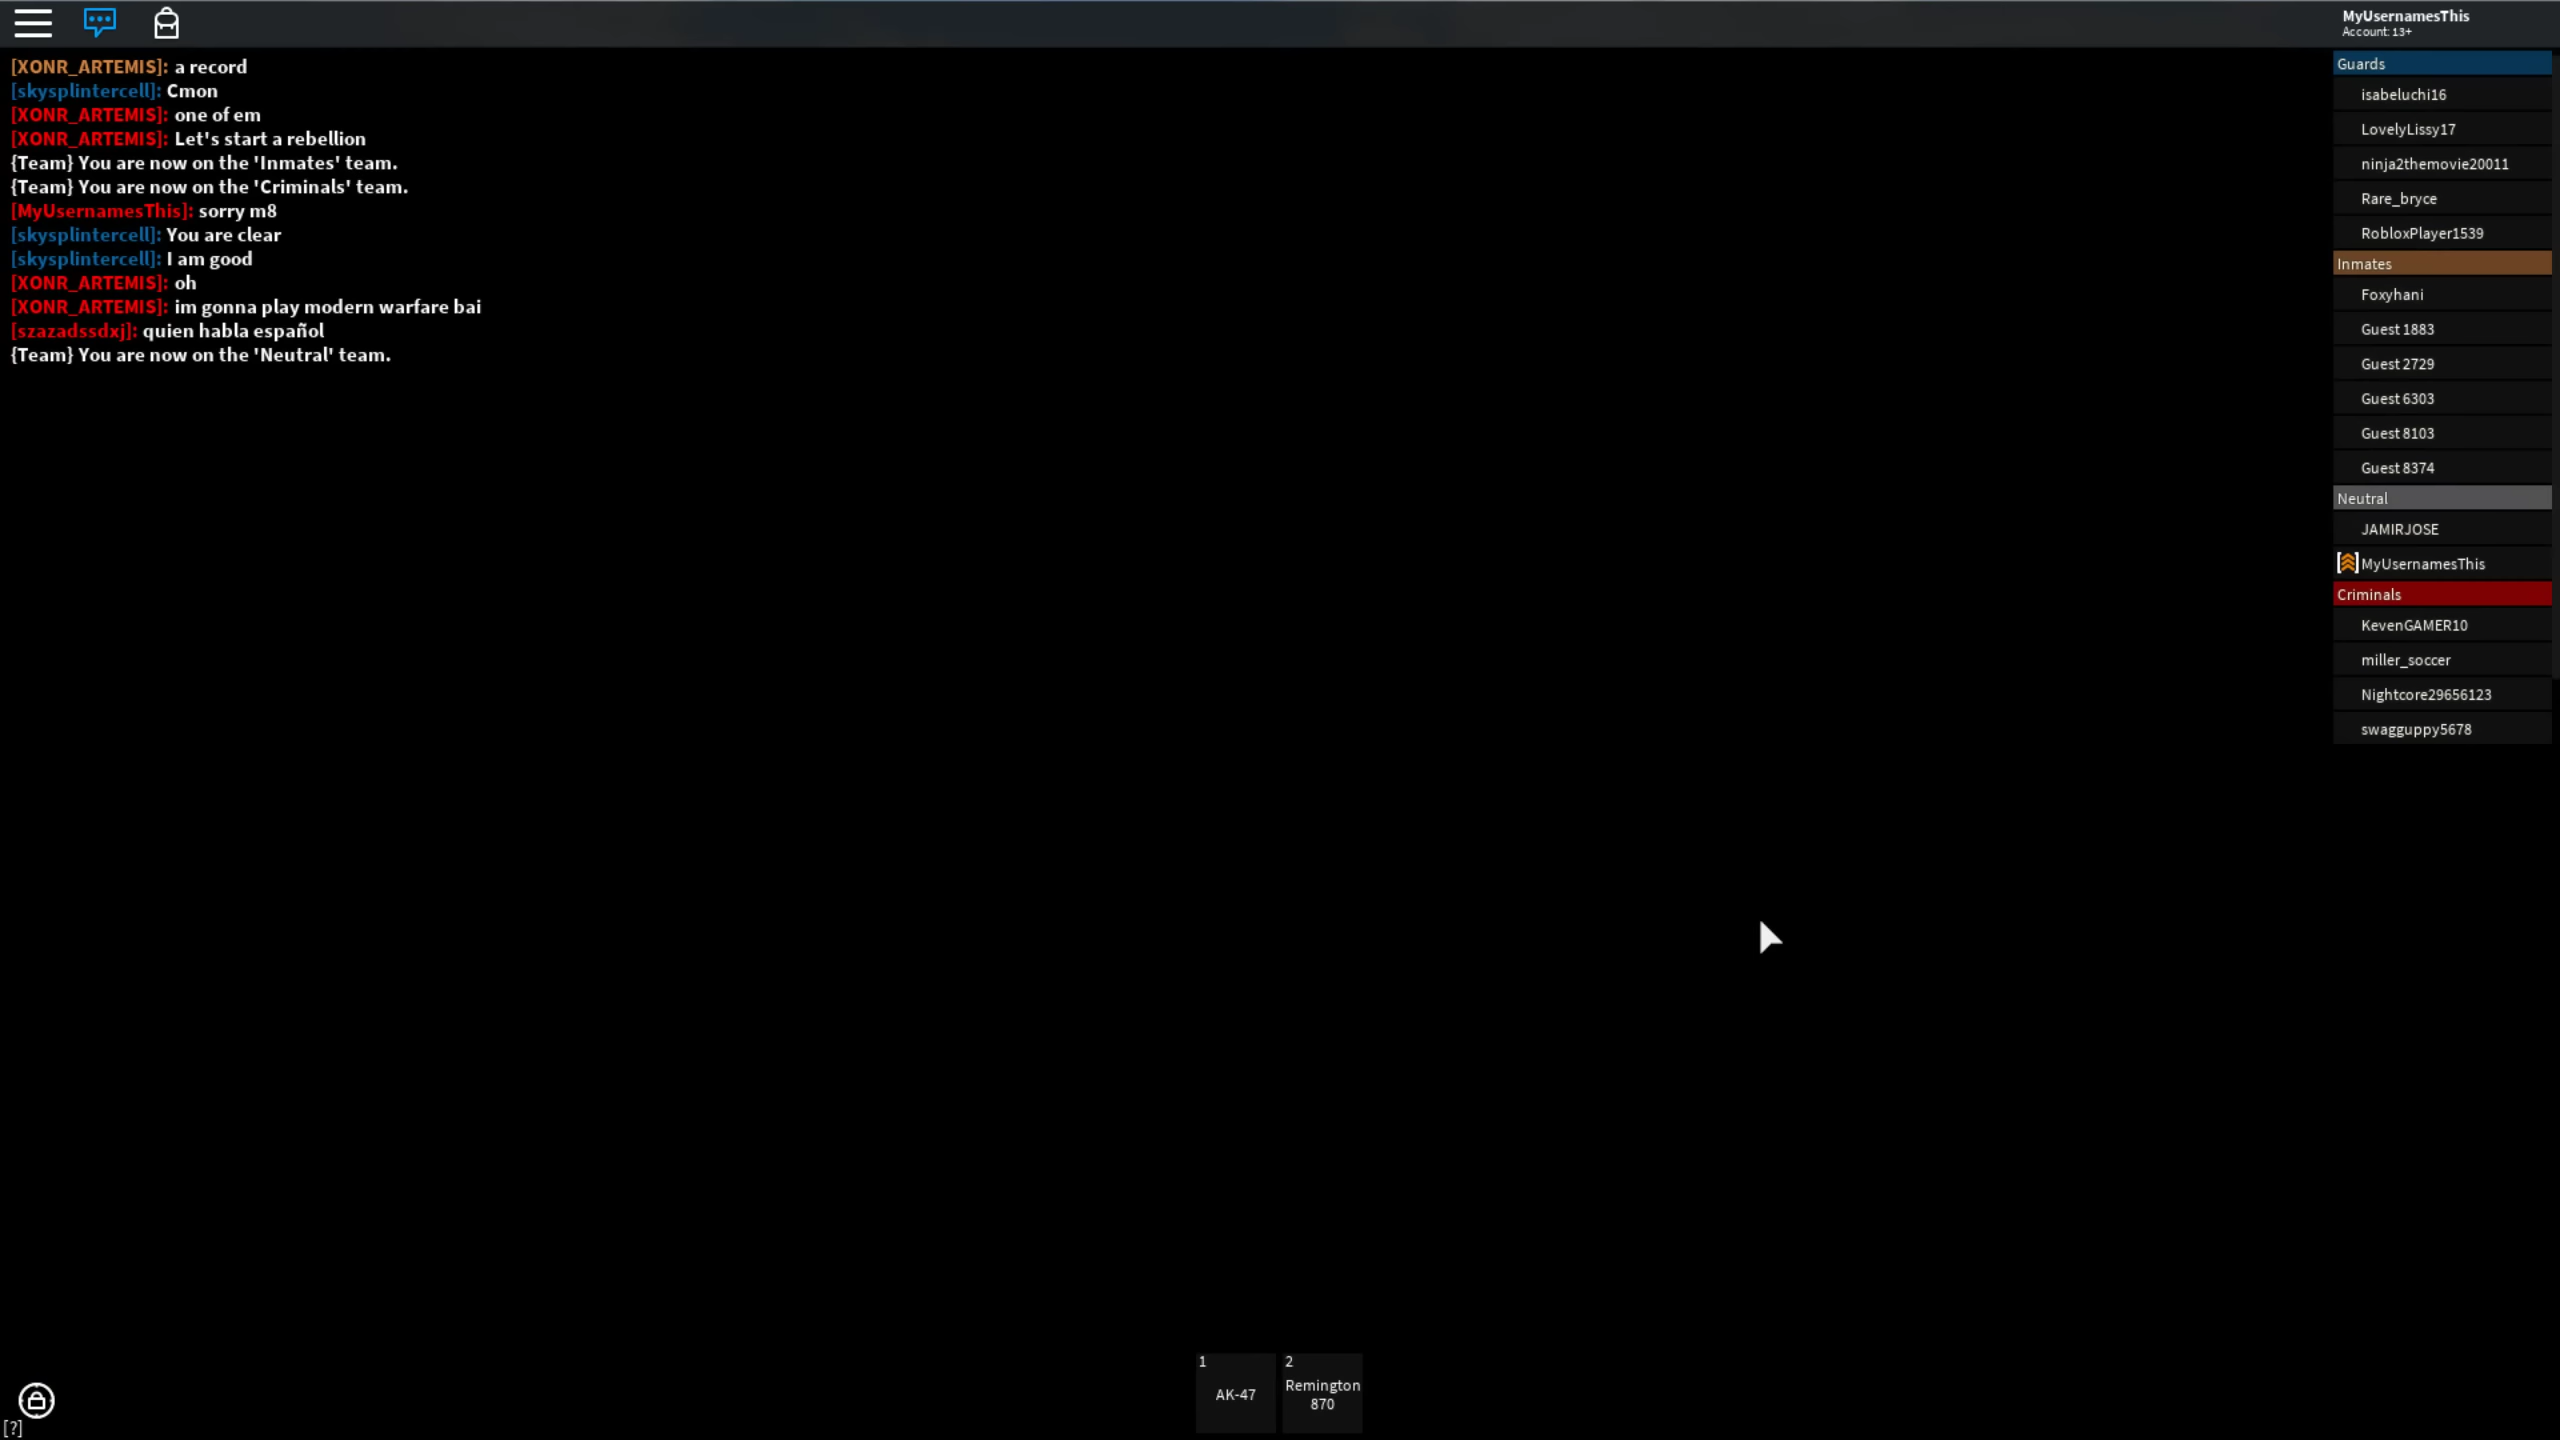 MyUsernamesThis
Account: 13+
[XONR_ARTEMIS]: a record
[skysplintercell]: Cmon
[XONR_ARTEMIS]: one of em
[XONR_ARTEMIS]: Let's start a rebellion
{Team} You are now on the 'Inmates' team.
{Team} You are now on the 'Criminals' team.
[MyUsernamesThis]: sorry m8
[skysplintercell]: You are clear
[skysplintercell]: I am good
[XONR_ARTEMIS]: oh
[XONR_ARTEMIS]: im gonna play modern warfare bai
[szazadssdxj]: quien habla español
{Team} You are now on the 'Neutral' team.
Guards
isabeluchi16
LovelyLissy17
ninja2themovie20011
Rare_bryce
RobloxPlayer1539
Inmates
Foxyhani
Guest 1883
Guest 2729
Guest 6303
Guest 8103
Guest 8374
Neutral
JAMIRJOSE
MyUsernamesThis
Criminals
KevenGAMER10
miller_soccer
Nightcore29656123
swagguppy5678
1
AK-47
2
Remington
870
[?]